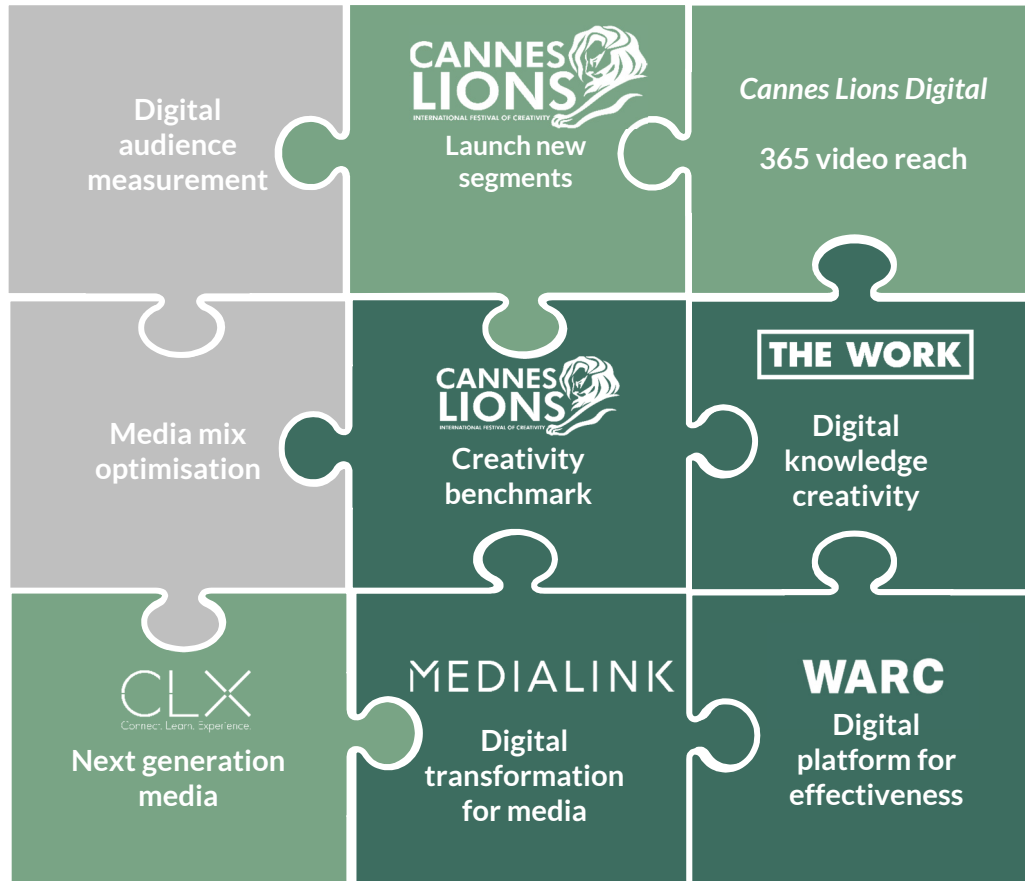 Digital
audience
measurement
CANNES
LIONS
INTERNATIONAL FESTIVAL OF CREATIVITY
Launch new
segments
Cannes Lions Digital
365 video reach
Media mix
optimisation
CANNES
LIONS
INTERNATIONAL FESTIVAL OF CREATIVITY
Creativity
benchmark
THE WORK
Digital
knowledge
creativity
CLX
Connect. Learn. Experience.
Next generation
media
MEDIALINK
Digital
transformation
for media
WARC
Digital
platform for
effectiveness